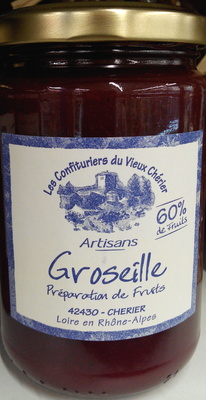 Les Confituriers du Vieux Chérier
60%
de Fruits
Artisans
Groseille
Préparation de Fruits
42430 - CHERIER
Loire en Rhône-Alpes